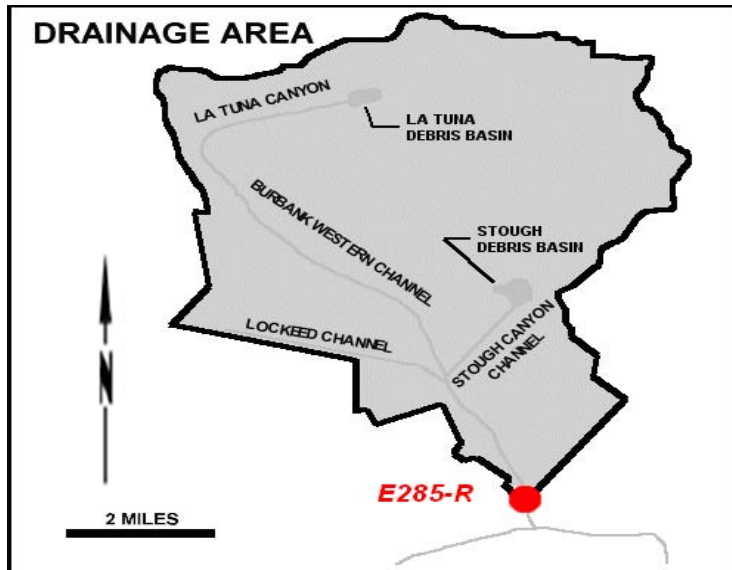 DRAINAGE AREA
LA TUNA CANYON
LA TUNA
DEBRIS BASIN
BURBANK WESTERN CHANNEL
STOUGH
DEBRIS BASIN
LOCKEED CHANNEL
STOUGH CANYON
CHANNEL
N
E285-R
2 MILES